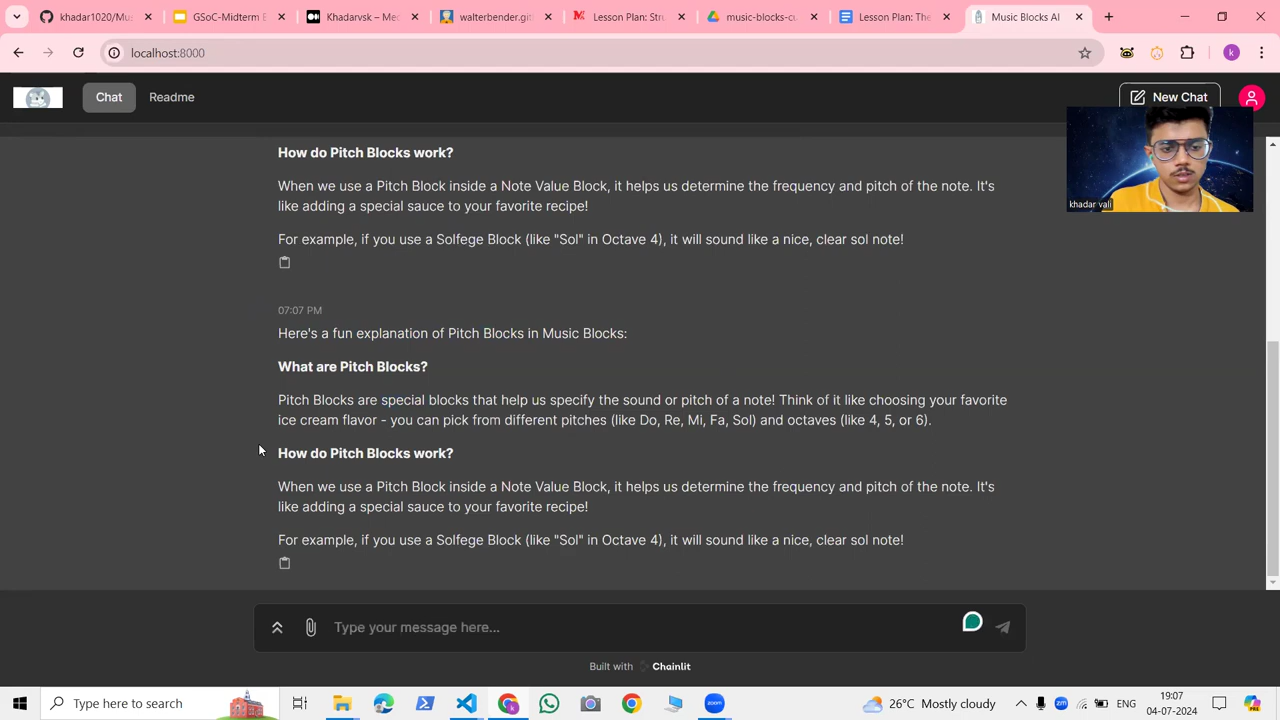 khadar1020/Mu
GSoC-Midterm E
Khadarvsk – Med
walterbender.git
Lesson Plan: Stru
music-blocks-cu
Lesson Plan: The
Music Blocks AI
localhost:8000
k
Chat
Readme
New Chat
khadar vali
How do Pitch Blocks work?
When we use a Pitch Block inside a Note Value Block, it helps us determine the frequency and pitch of the note. It's
like adding a special sauce to your favorite recipe!
For example, if you use a Solfege Block (like "Sol" in Octave 4), it will sound like a nice, clear sol note!
07:07 PM
Here's a fun explanation of Pitch Blocks in Music Blocks:
What are Pitch Blocks?
Pitch Blocks are special blocks that help us specify the sound or pitch of a note! Think of it like choosing your favorite
ice cream flavor - you can pick from different pitches (like Do, Re, Mi, Fa, Sol) and octaves (like 4, 5, or 6).
How do Pitch Blocks work?
When we use a Pitch Block inside a Note Value Block, it helps us determine the frequency and pitch of the note. It's
like adding a special sauce to your favorite recipe!
For example, if you use a Solfege Block (like "Sol" in Octave 4), it will sound like a nice, clear sol note!
Type your message here...
Built with Chainlit
Type here to search
zoom
26°C Mostly cloudy
ENG
19:07
04-07-2024